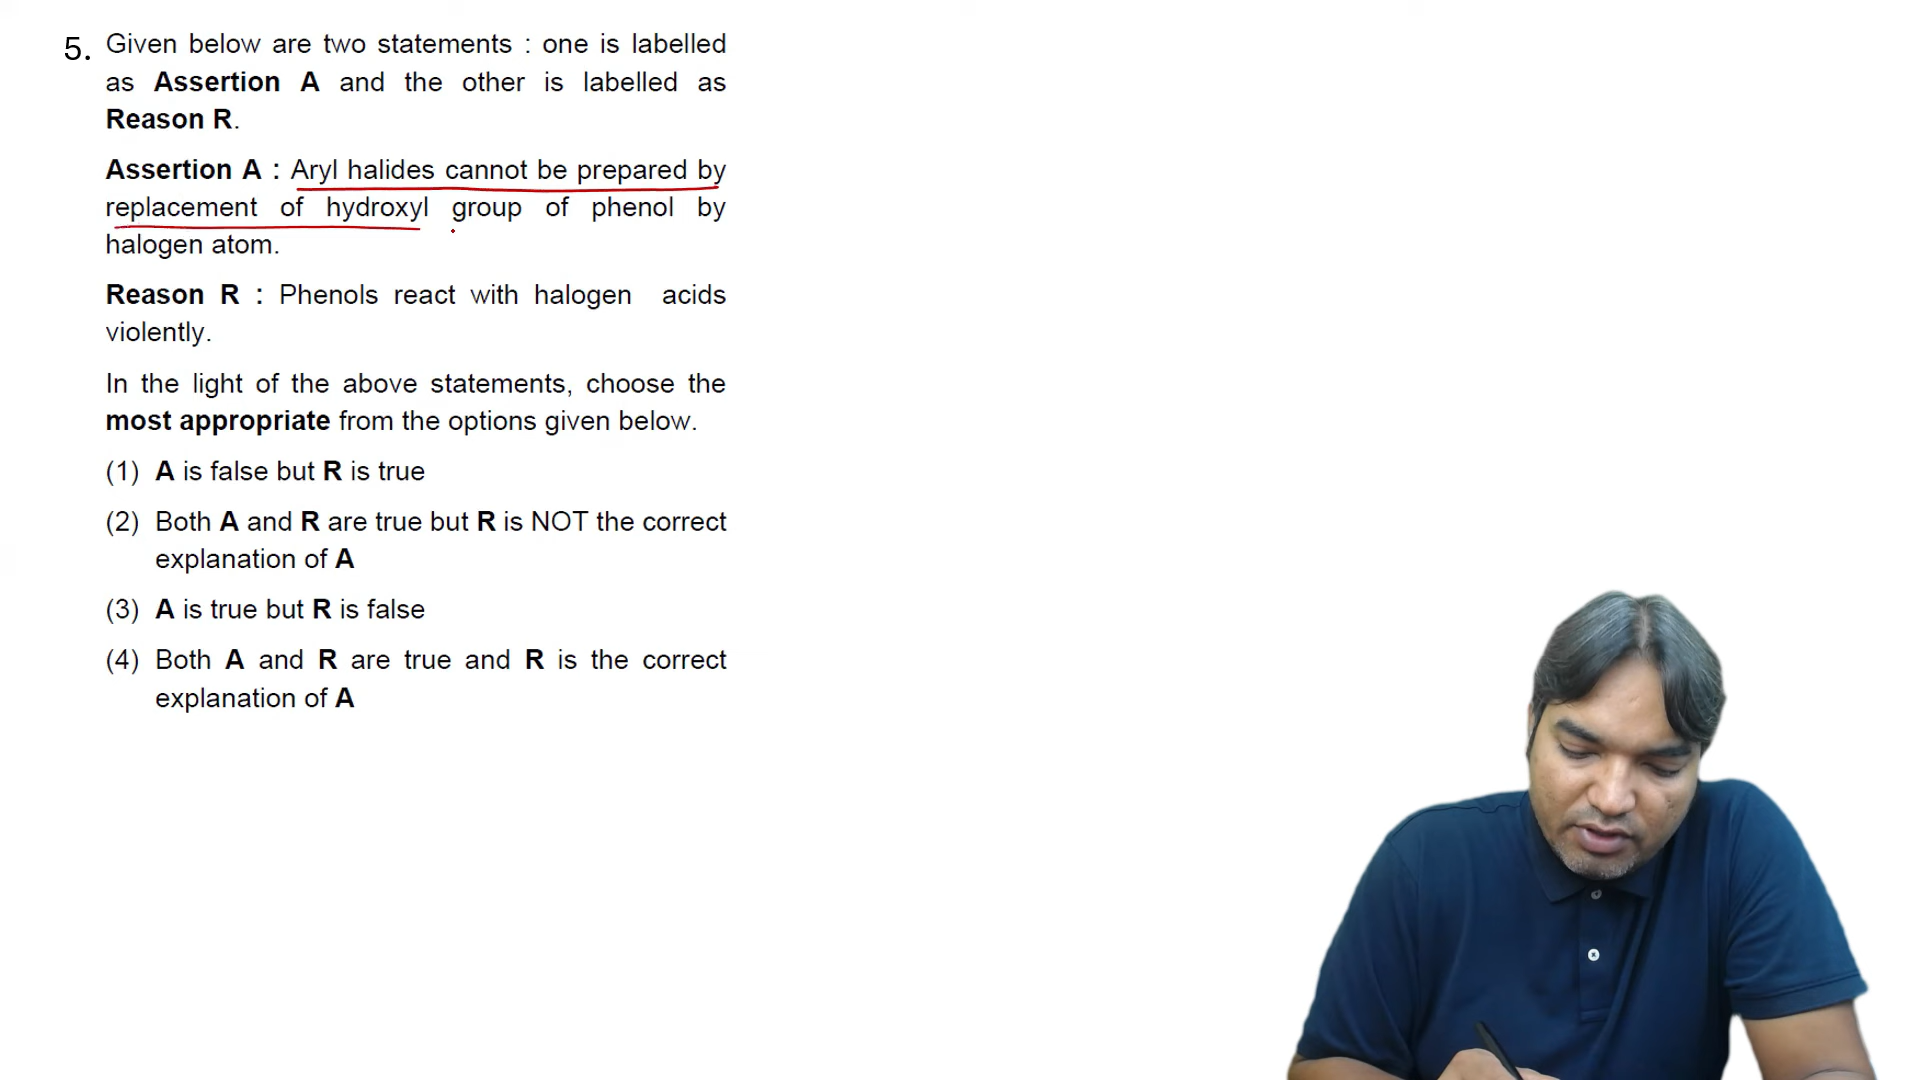 5. Given below are two statements : one is labelled
as Assertion A and the other is labelled as
Reason R.
Assertion A : Aryl halides cannot be prepared by
replacement of hydroxyl group of phenol by
halogen atom.
Reason R : Phenols react with halogen acids
violently.
In the light of the above statements, choose the
most appropriate from the options given below.
(1) A is false but R is true
(2) Both A and R are true but R is NOT the correct
explanation of A
(3) A is true but R is false
(4) Both A and R are true and R is the correct
explanation of A